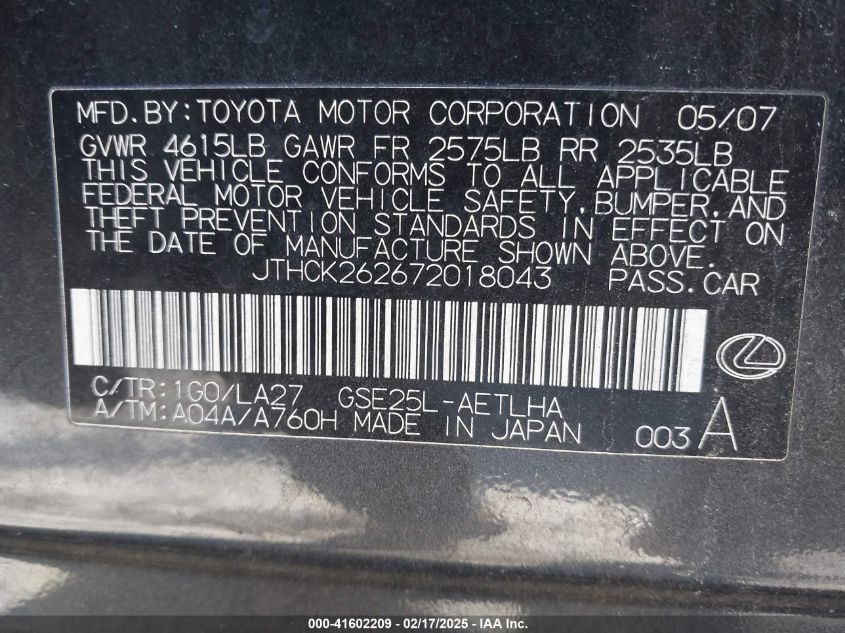 MFD.BY:TOYOTA MOTOR CORPORATION 05/07
GVWR 4615LB GAWR FR 2575LB RR 2535LB
THIS VEHICLE CONFORMS TO ALL APPLICABLE
FEDERAL MOTOR VEHICLE SAFETY,BUMPER,AND
THEFT PREVENTION STANDARDS IN EFFECT ON
THE DATE OF MANUFACTURE SHOWN ABOVE.
JTHCK262672018043 PASS.CAR
C/TR:1G0/LA27 GSE25L-AETLHA
A/TM:A04A/A760H MADE IN JAPAN 003 A
000-41602209 - 02/17/2025 - IAA Inc.